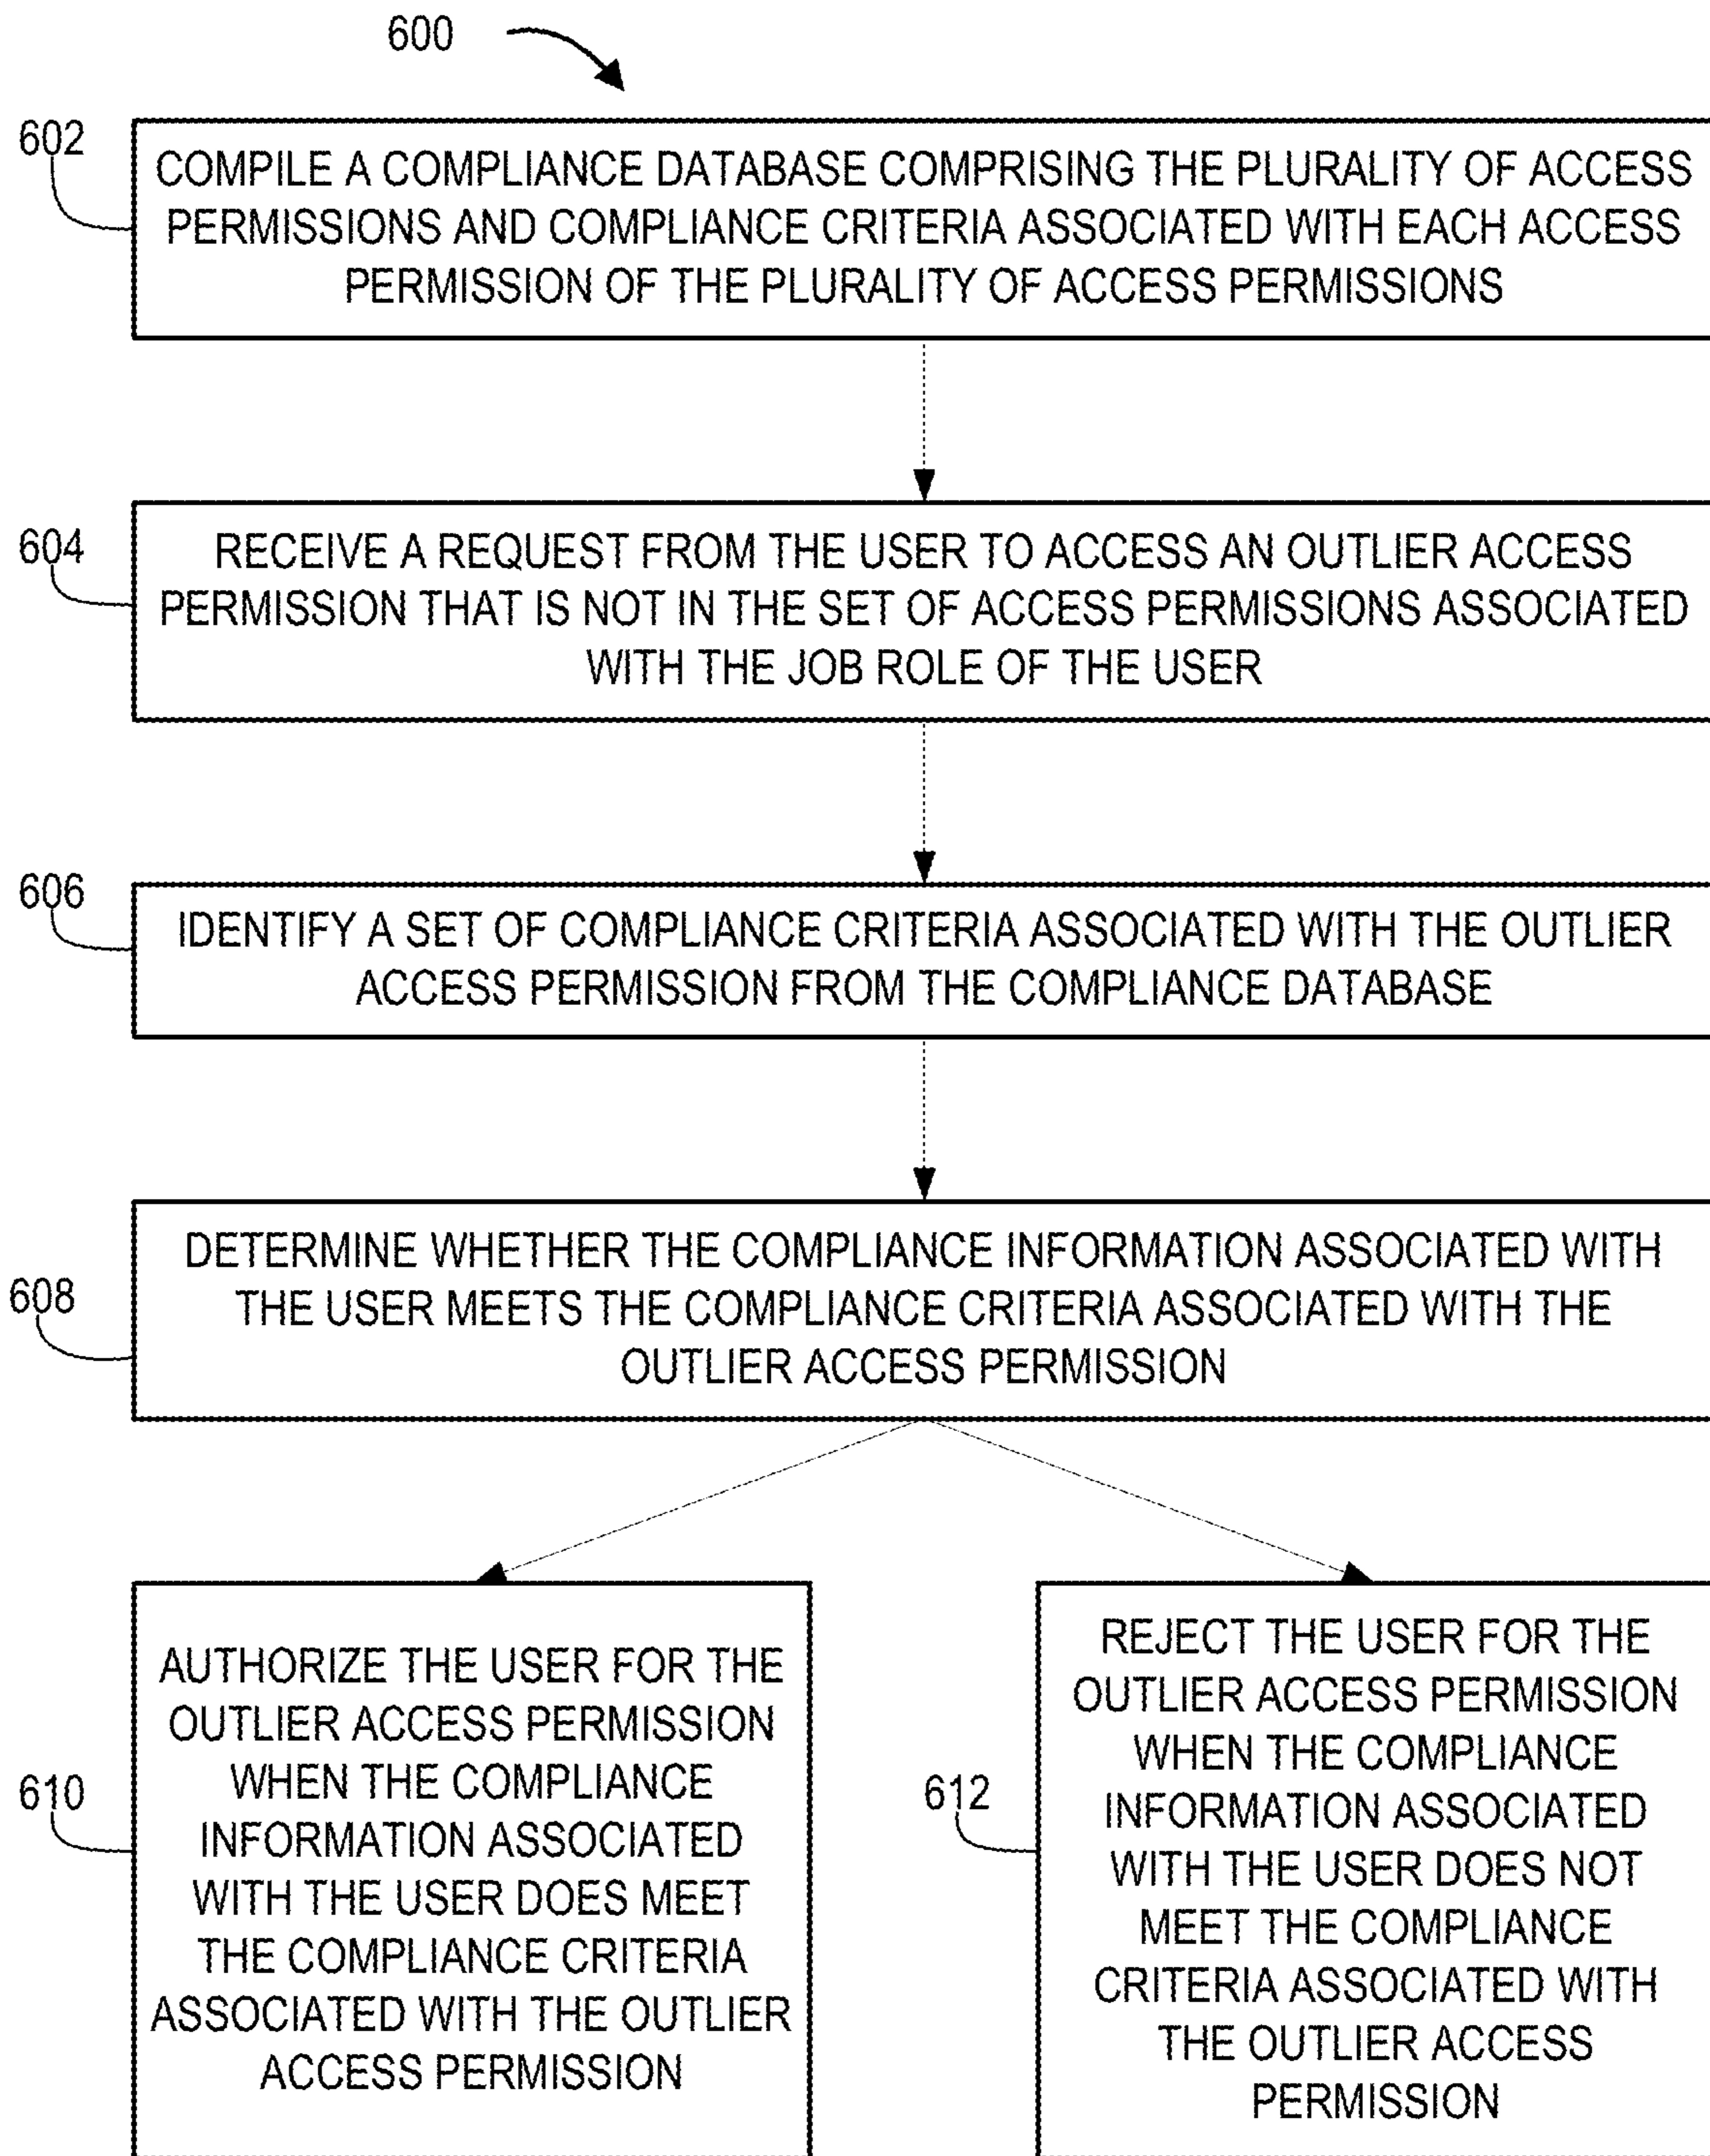 600
602
COMPILE A COMPLIANCE DATABASE COMPRISING THE PLURALITY OF ACCESS
PERMISSIONS AND COMPLIANCE CRITERIA ASSOCIATED WITH EACH ACCESS
PERMISSION OF THE PLURALITY OF ACCESS PERMISSIONS
604
RECEIVE A REQUEST FROM THE USER TO ACCESS AN OUTLIER ACCESS
PERMISSION THAT IS NOT IN THE SET OF ACCESS PERMISSIONS ASSOCIATED
WITH THE JOB ROLE OF THE USER
606
IDENTIFY A SET OF COMPLIANCE CRITERIA ASSOCIATED WITH THE OUTLIER
ACCESS PERMISSION FROM THE COMPLIANCE DATABASE
608
DETERMINE WHETHER THE COMPLIANCE INFORMATION ASSOCIATED WITH
THE USER MEETS THE COMPLIANCE CRITERIA ASSOCIATED WITH THE
OUTLIER ACCESS PERMISSION
610
AUTHORIZE THE USER FOR THE
OUTLIER ACCESS PERMISSION
WHEN THE COMPLIANCE
INFORMATION ASSOCIATED
WITH THE USER DOES MEET
THE COMPLIANCE CRITERIA
ASSOCIATED WITH THE OUTLIER
ACCESS PERMISSION
612
REJECT THE USER FOR THE
OUTLIER ACCESS PERMISSION
WHEN THE COMPLIANCE
INFORMATION ASSOCIATED
WITH THE USER DOES NOT
MEET THE COMPLIANCE
CRITERIA ASSOCIATED WITH
THE OUTLIER ACCESS
PERMISSION